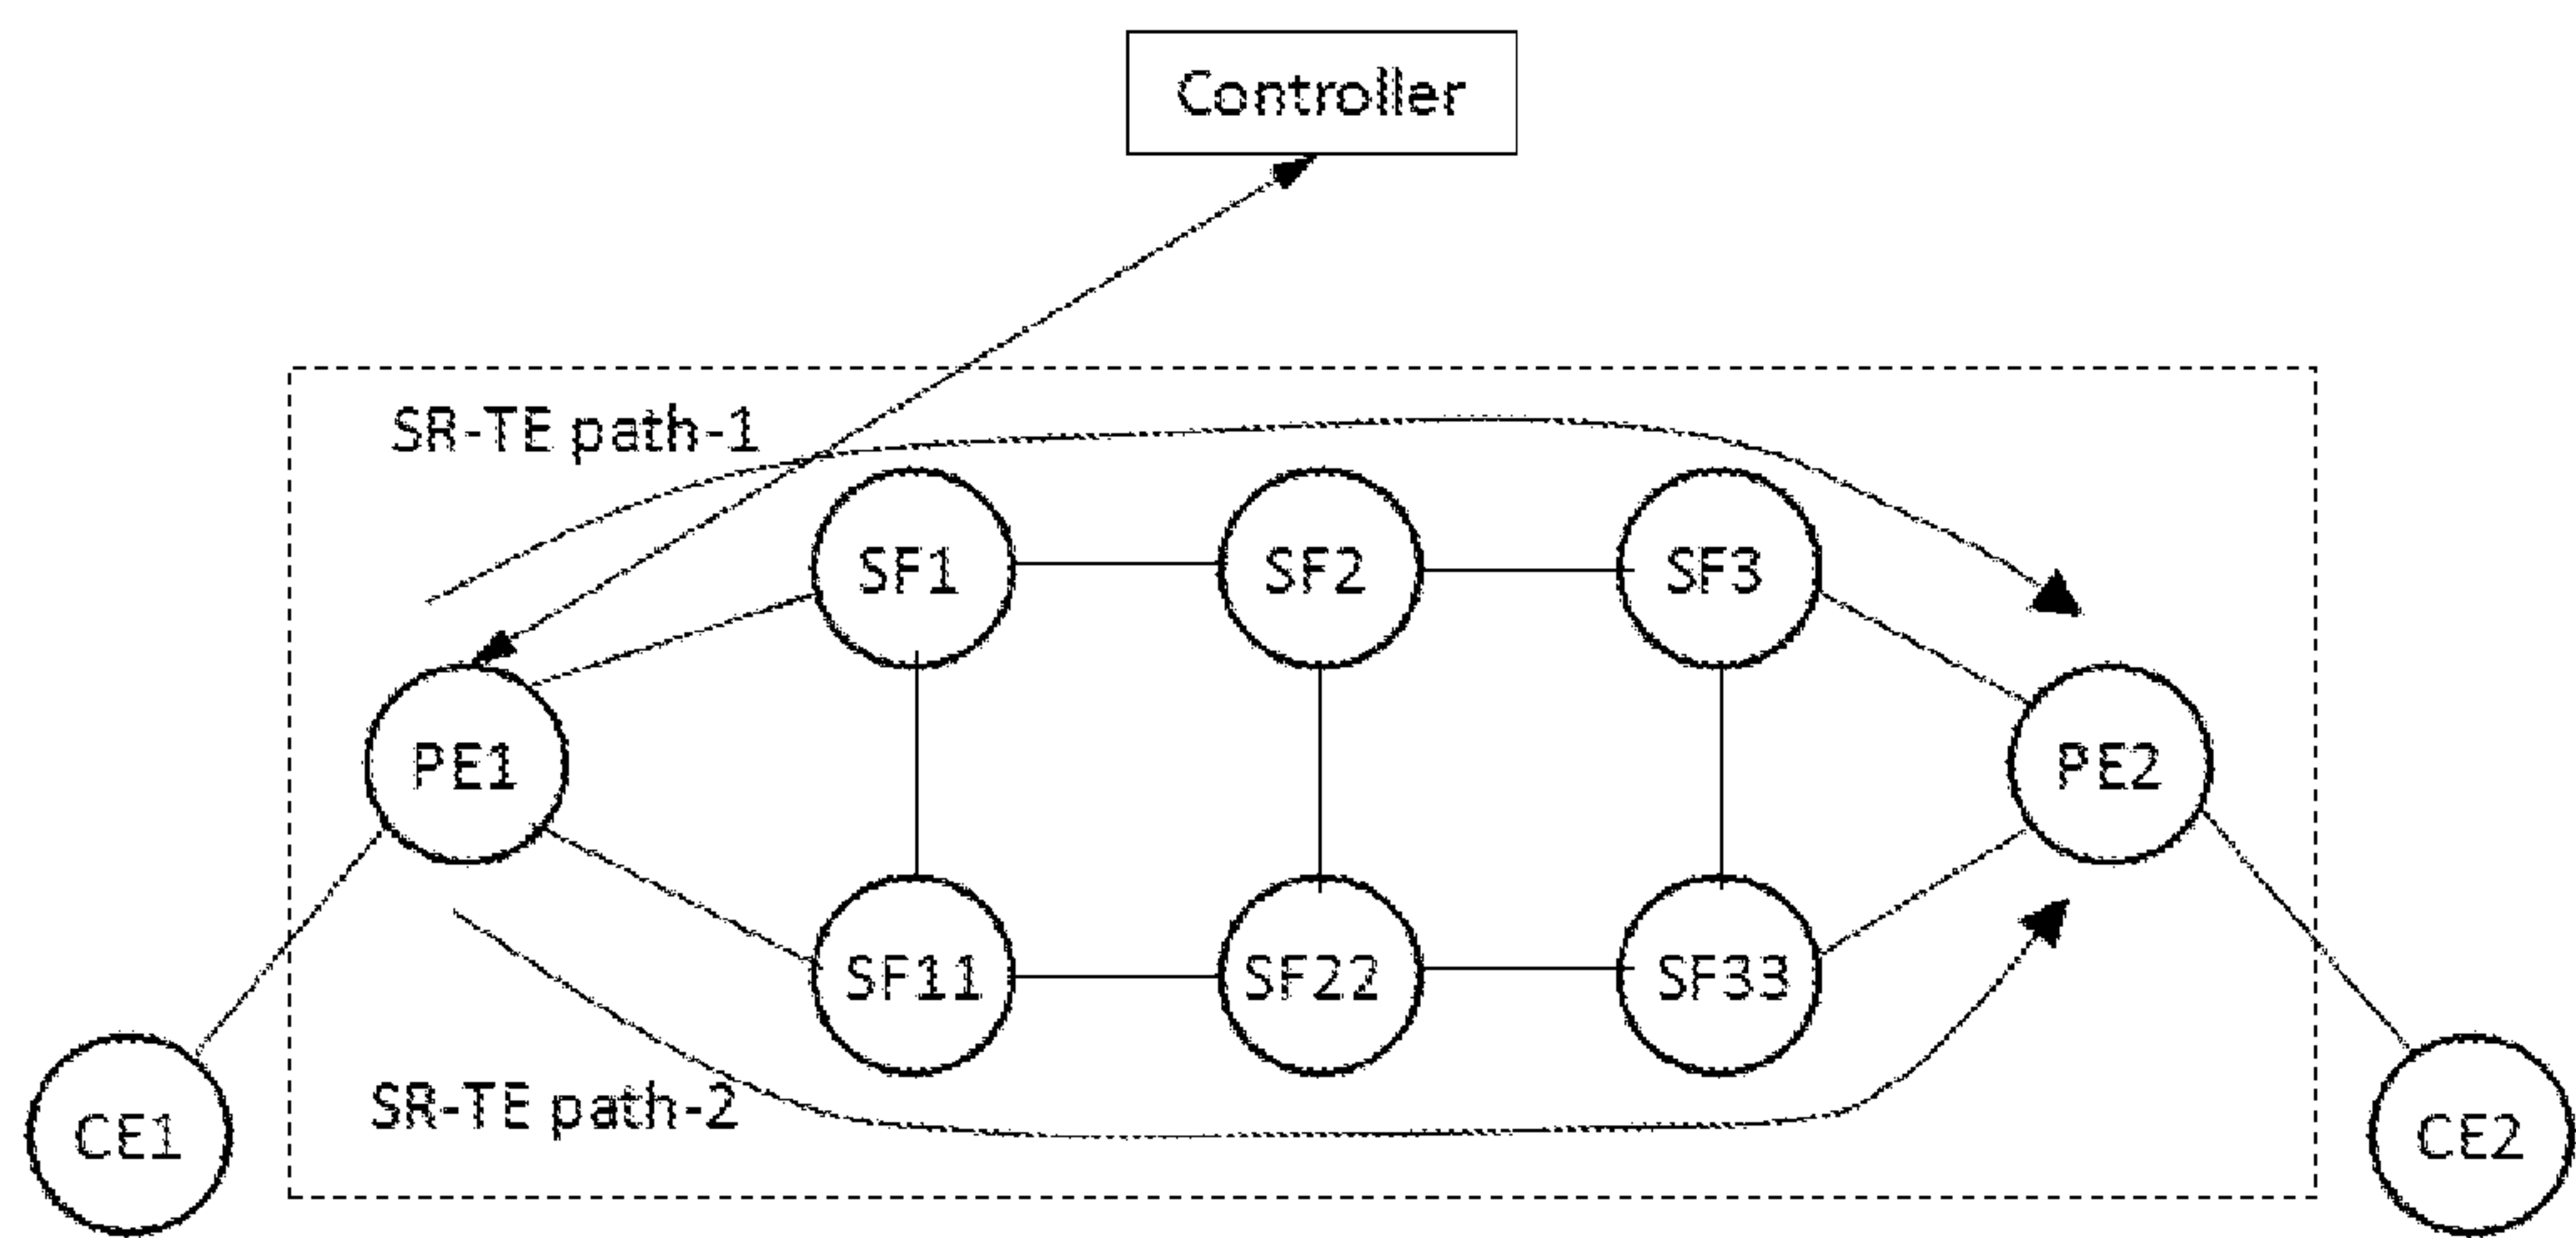 Controller
SR-TE path-1
SF1
SF2
SF3
PE1
PE2
SF11
SF22
SF33
SR-TE path-2
CE1
CE2